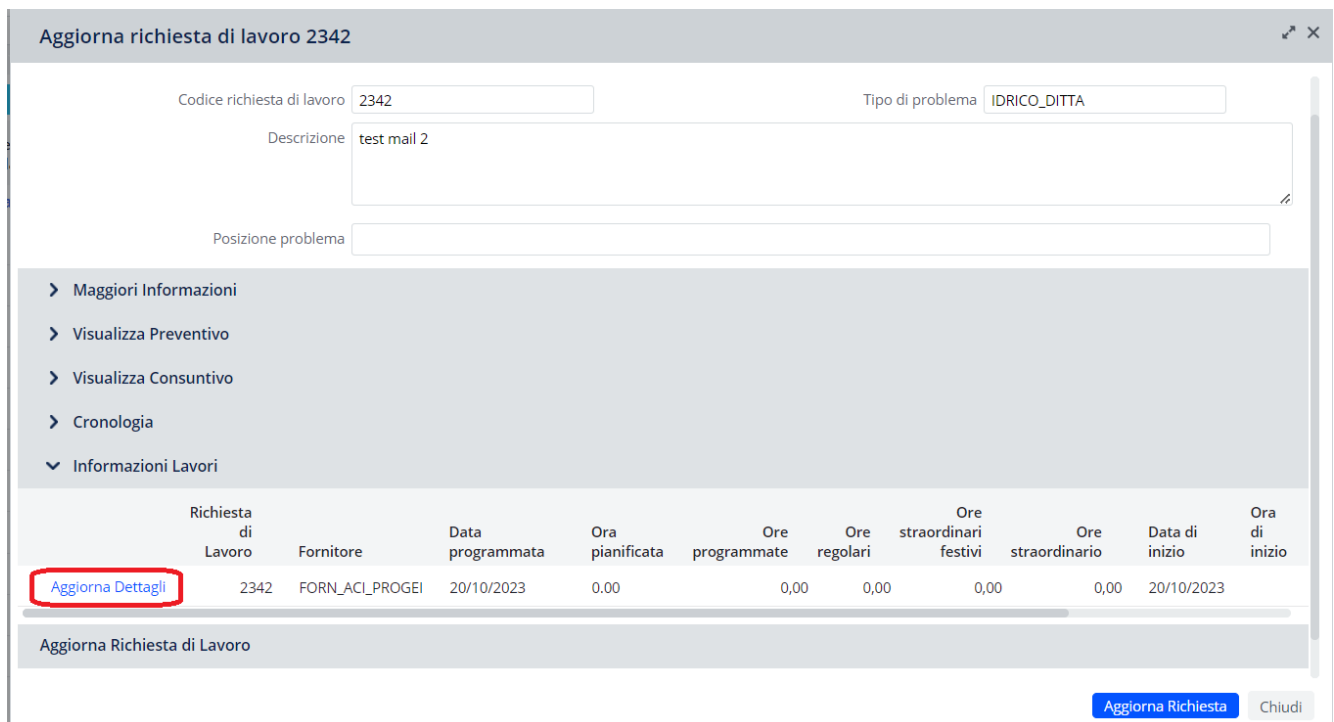 Aggiorna richiesta di lavoro 2342
Codice richiesta di lavoro 2342 Tipo di problema IDRICO_DITTA
Descrizione test mail 2
Posizione problema
Maggiori Informazioni
Visualizza Preventivo
Visualizza Consuntivo
Cronologia
Informazioni Lavori
Richiesta di Lavoro Fornitore Data programmata Ora pianificata Ore programmate Ore regolari Ore straordinari festivi Ore straordinario Data di inizio Ora di inizio
Aggiorna Dettagli 2342 FORN_ACI_PROGEI 20/10/2023 0.00 0,00 0,00 0,00 0,00 20/10/2023
Aggiorna Richiesta di Lavoro
Aggiorna Richiesta Chiudi